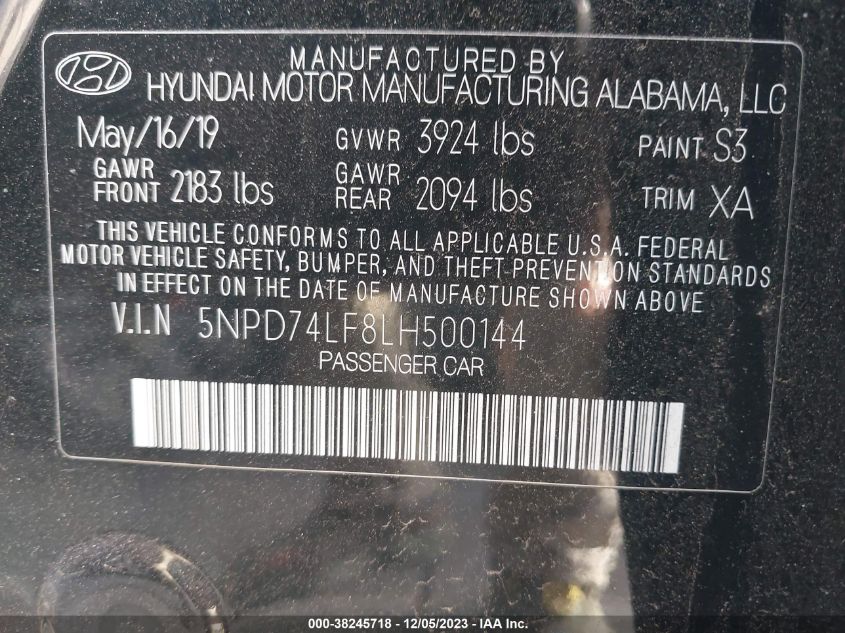 MANUFACTURED BY
HYUNDAI MOTOR MANUFACTURING ALABAMA, LLC
May/16/19 GVWR 3924 lbs PAINT S3
GAWR FRONT 2183 lbs GAWR REAR 2094 lbs TRIM XA
THIS VEHICLE CONFORMS TO ALL APPLICABLE U.S.A. FEDERAL
MOTOR VEHICLE SAFETY, BUMPER, AND THEFT PREVENTION STANDARDS
IN EFFECT ON THE DATE OF MANUFACTURE SHOWN ABOVE
V.I.N 5NPD74LF8LH500144
PASSENGER CAR
000-38245718 - 12/05/2023 - IAA Inc.